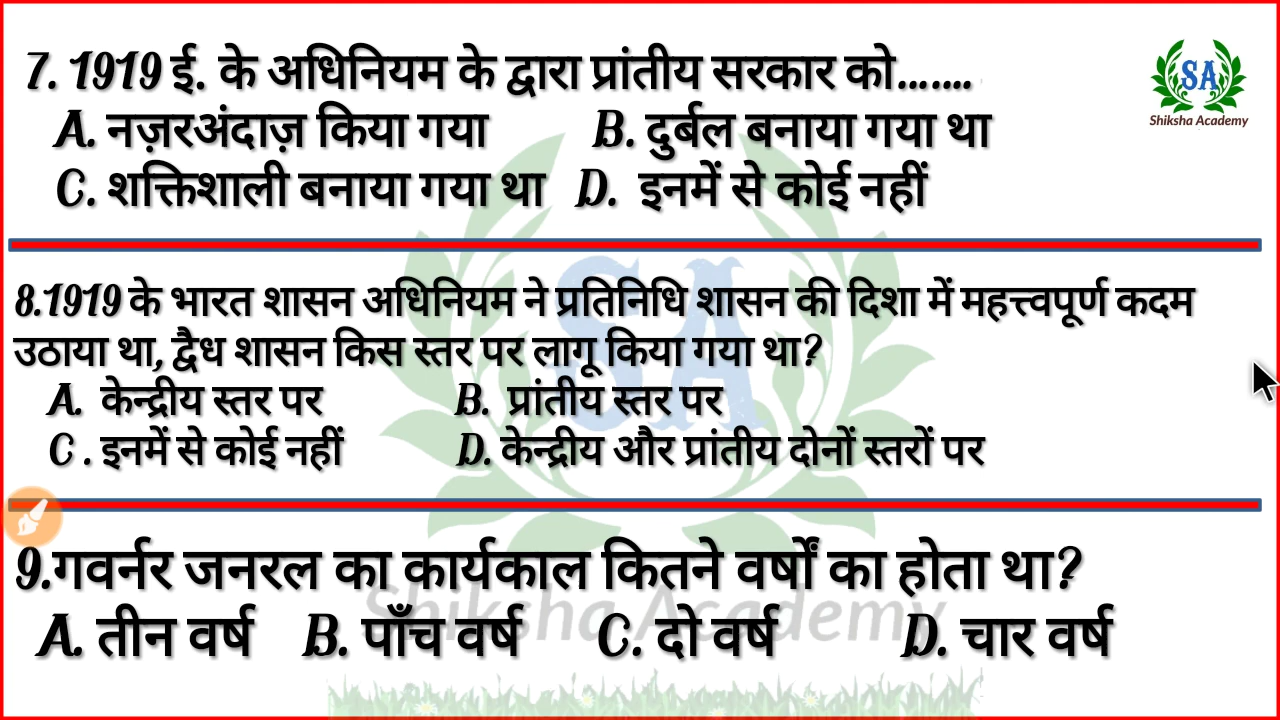 7. 1919 ई. के अधिनियम के द्वारा प्रांतीय सरकार को.......
A. नज़रअंदाज़ किया गया B. दुर्बल बनाया गया था
C. शक्तिशाली बनाया गया था D. इनमें से कोई नहीं
SA
Shiksha Academy
8.1919 के भारत शासन अधिनियम ने प्रतिनिधि शासन की दिशा में महत्त्वपूर्ण कदम
उठाया था, द्वैध शासन किस स्तर पर लागू किया गया था?
A. केन्द्रीय स्तर पर B. प्रांतीय स्तर पर
C . इनमें से कोई नहीं D. केन्द्रीय और प्रांतीय दोनों स्तरों पर
SA
9.गवर्नर जनरल का कार्यकाल कितने वर्षों का होता था?
Shiksha Academy
A. तीन वर्ष B. पाँच वर्ष C. दो वर्ष D. चार वर्ष